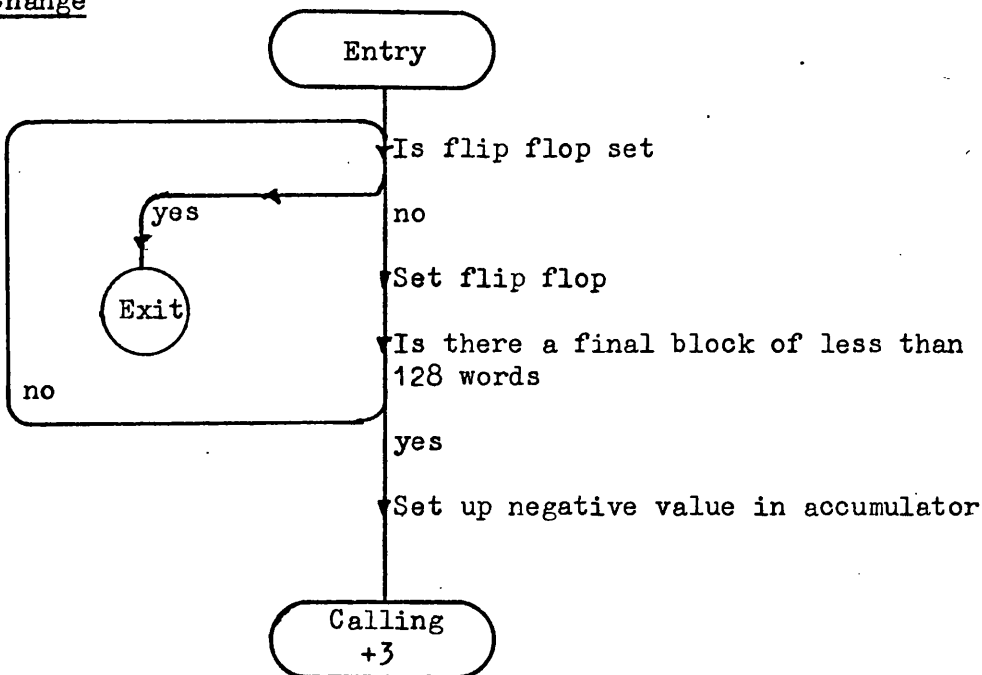 Change
Entry
Is flip flop set
yes
no
Exit
Set flip flop
Is there a final block of less than
128 words
no
yes
Set up negative value in accumulator
Calling
+3